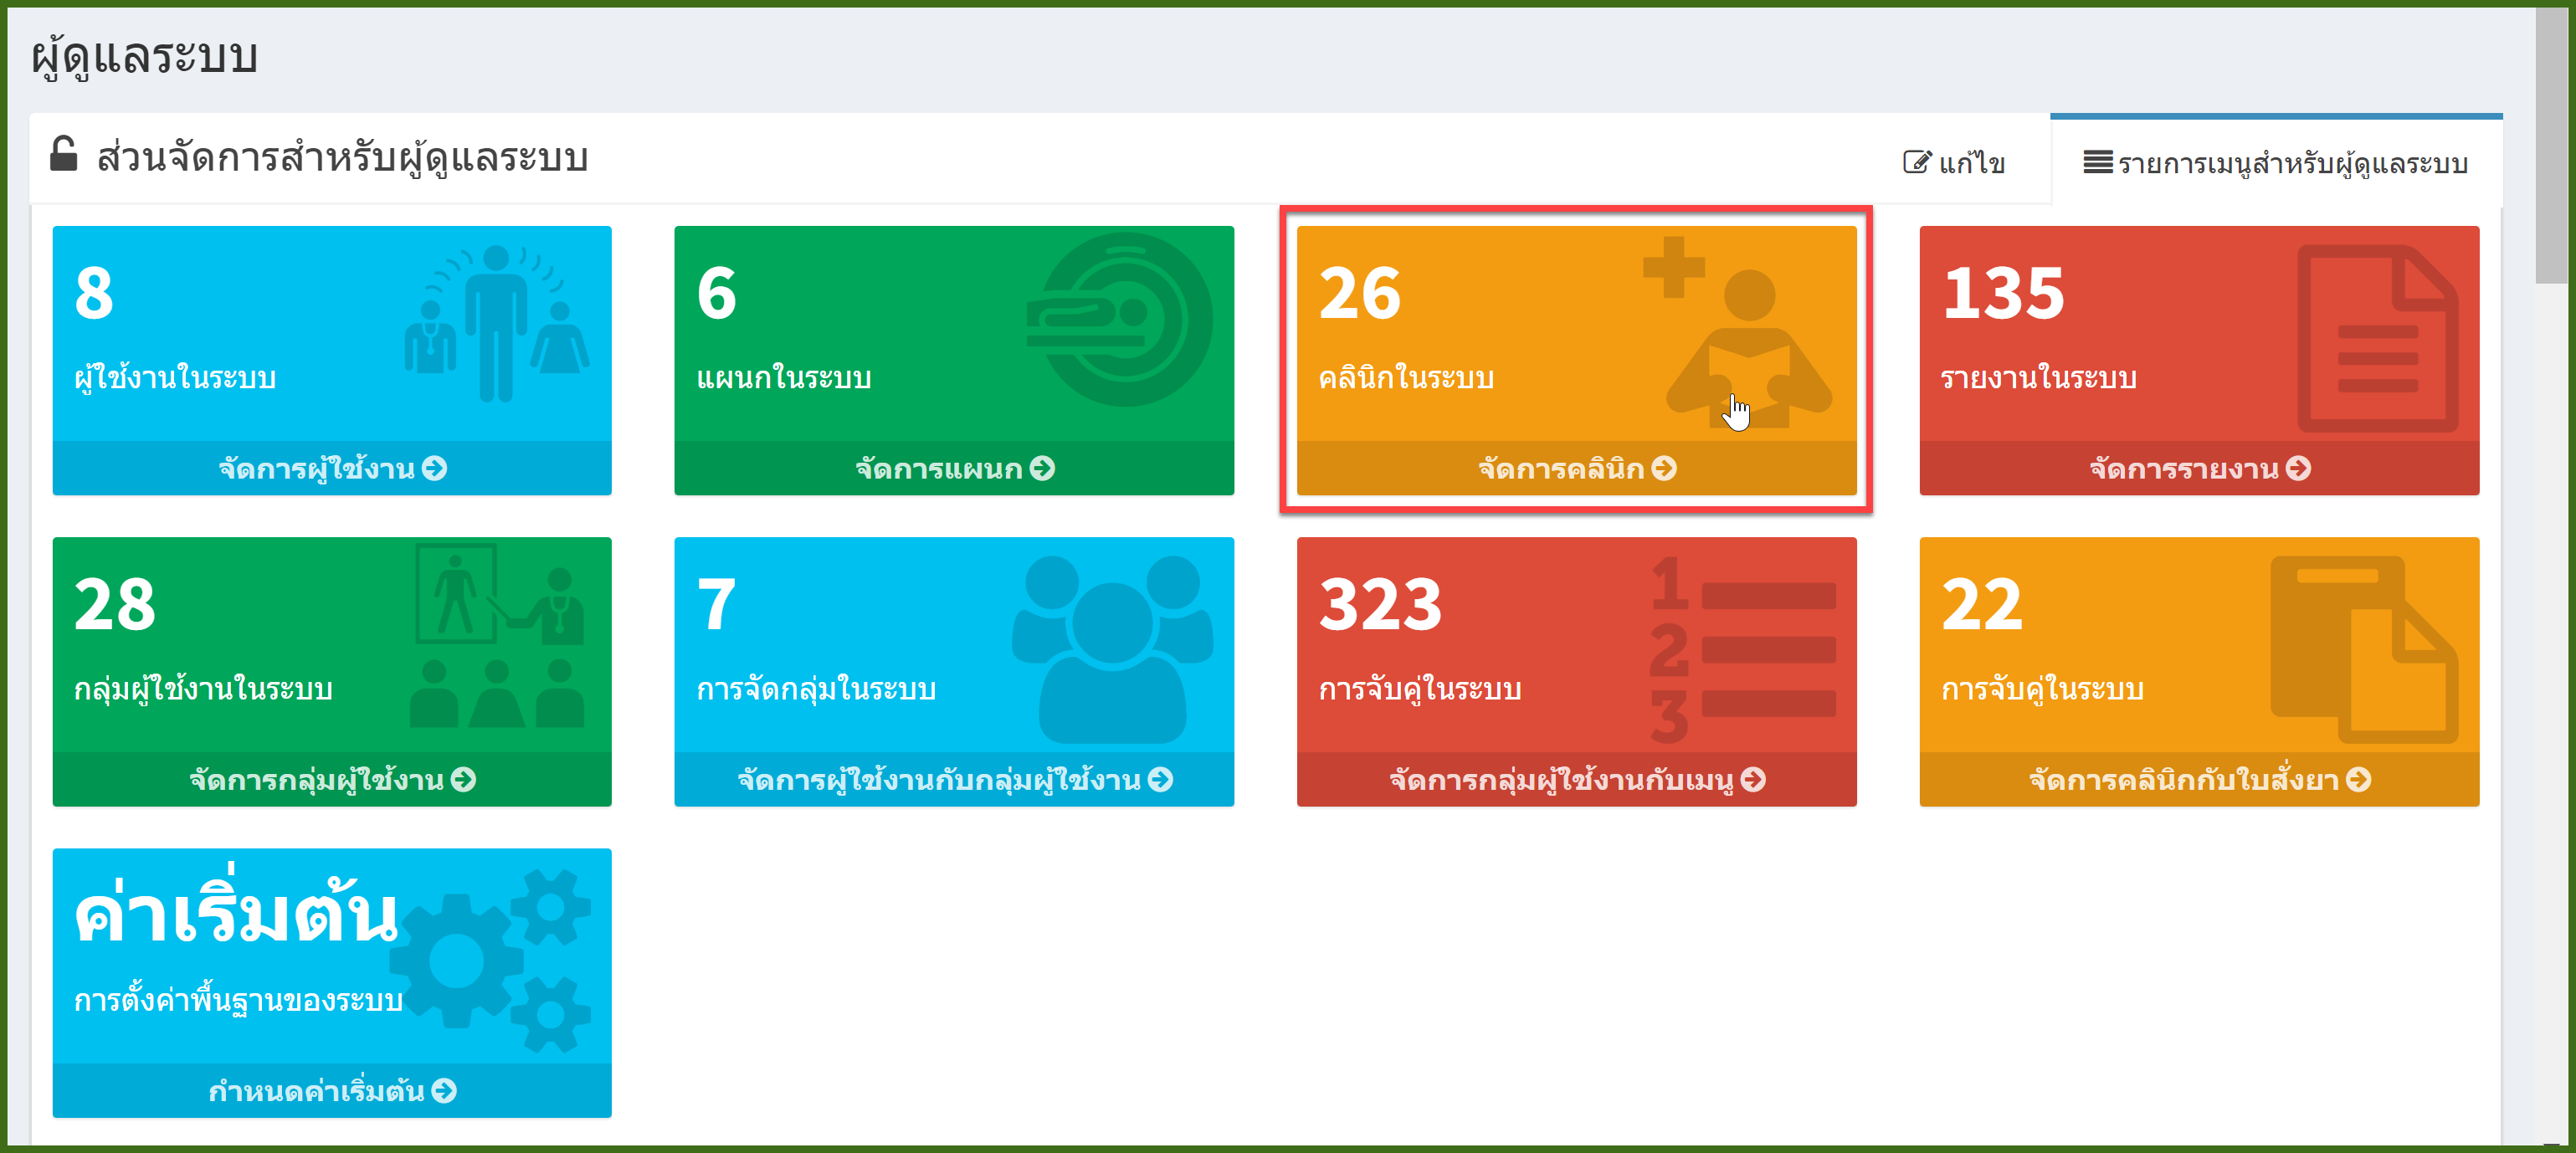 ผู้ดูแลระบบ
ส่วนจัดการสำหรับผู้ดูแลระบบ
แก้ไข
รายการเมนูสำหรับผู้ดูแลระบบ
8
ผู้ใช้งานในระบบ
จัดการผู้ใช้งาน
6
แผนกในระบบ
จัดการแผนก
26
คลินิกในระบบ
จัดการคลินิก
135
รายงานในระบบ
จัดการรายงาน
28
กลุ่มผู้ใช้งานในระบบ
จัดการกลุ่มผู้ใช้งาน
7
การจัดกลุ่มในระบบ
จัดการผู้ใช้งานกับกลุ่มผู้ใช้งาน
323
การจับคู่ในระบบ
1
2
3
จัดการกลุ่มผู้ใช้งานกับเมนู
22
การจับคู่ในระบบ
จัดการคลินิกกับใบสั่งยา
ค่าเริ่มต้น
การตั้งค่าพื้นฐานของระบบ
กำหนดค่าเริ่มต้น